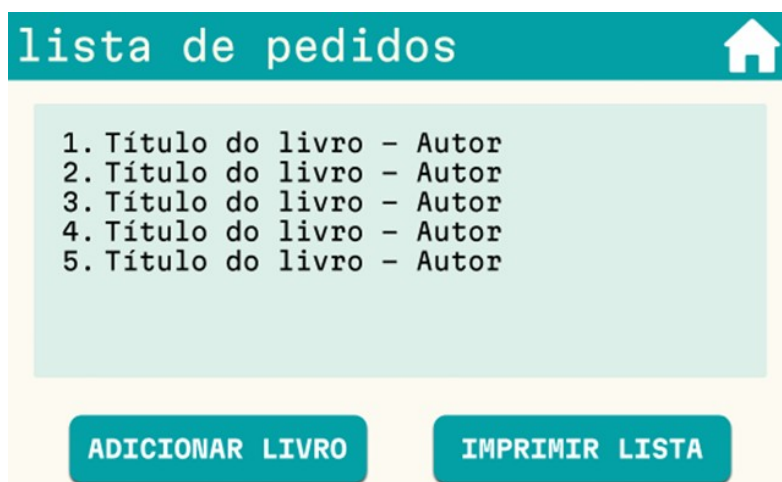 lista de pedidos
1. Título do livro – Autor
2. Título do livro – Autor
3. Título do livro – Autor
4. Título do livro – Autor
5. Título do livro – Autor
ADICIONAR LIVRO
IMPRIMIR LISTA